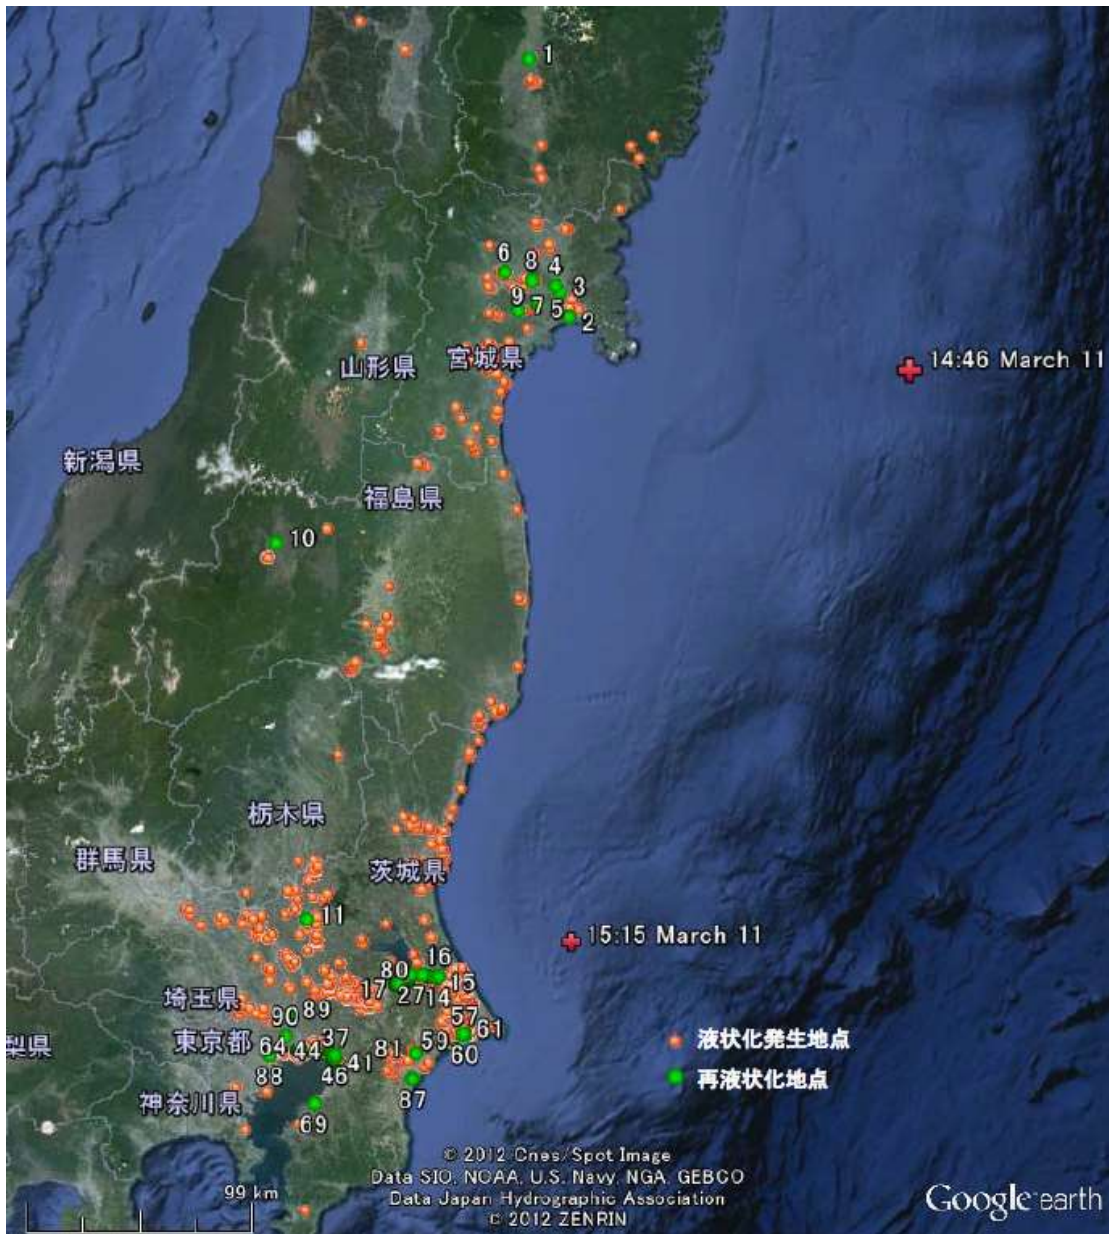 1
6
8
4
3
9
7
5
2
山形県
宮城県
14:46 March 11
新潟県
福島県
10
栃木県
群馬県
茨城県
11
15:15 March 11
16
80
15
17
27
14
埼玉県
89
57
90
61
東京都
37
59
60
梨県
64
44
81
41
88
46
87
液状化発生地点
再液状化地点
神奈川県
69
© 2012 Cnes/Spot Image
Data SIO, NOAA, U.S. Navy, NGA, GEBCO
Data Japan Hydrographic Association
© 2012 ZENRIN
99 km
Google earth